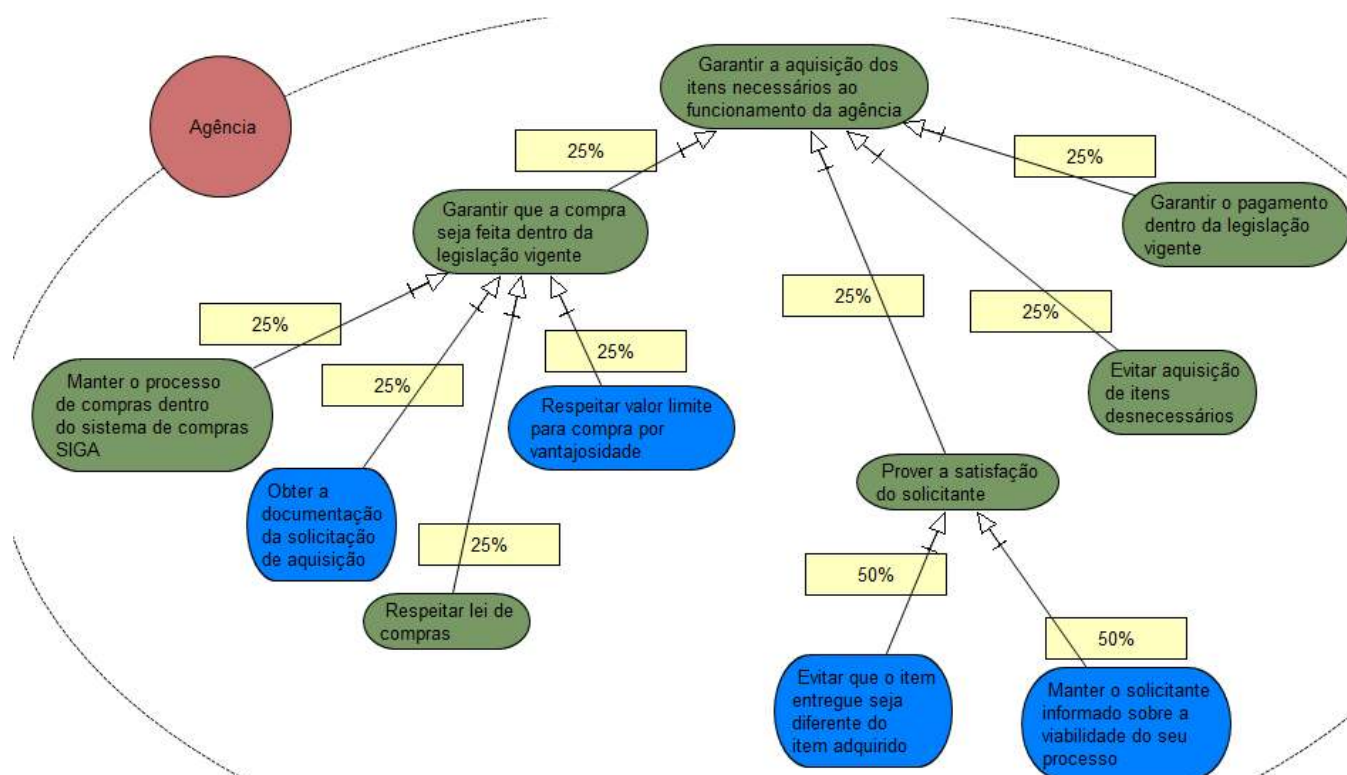 Garantir a aquisição dos
itens necessários ao
funcionamento da agência
Agência
25%
25%
Garantir que a compra
seja feita dentro da
legislação vigente
Garantir o pagamento
dentro da legislação
vigente
25%
25%
25%
25%
25%
Manter o processo
de compras dentro
do sistema de compras
SIGA
Respeitar valor limite
para compra por
vantajosidade
Evitar aquisição
de itens
desnecessários
Obter a
documentação
da solicitação
de aquisição
Prover a satisfação
do solicitante
25%
50%
Respeitar lei de
compras
50%
Evitar que o item
entregue seja
diferente do
item adquirido
Manter o solicitante
informado sobre a
viabilidade do seu
processo